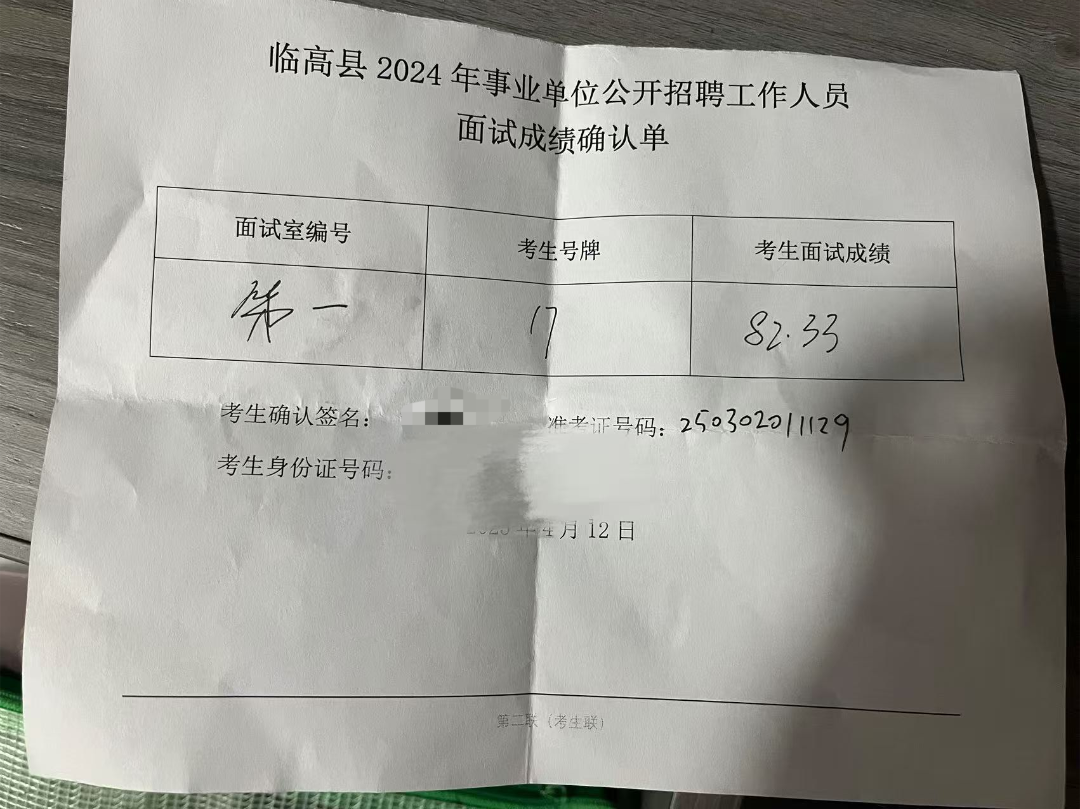 临高县 2024 年事业单位公开招聘工作人员
面试成绩确认单
面试室编号 考生号牌 考生面试成绩
第一 17 82.33
考生确认签名： 准考证号码：250302011129
考生身份证号码：
4月 12 日
第二联（考生联）